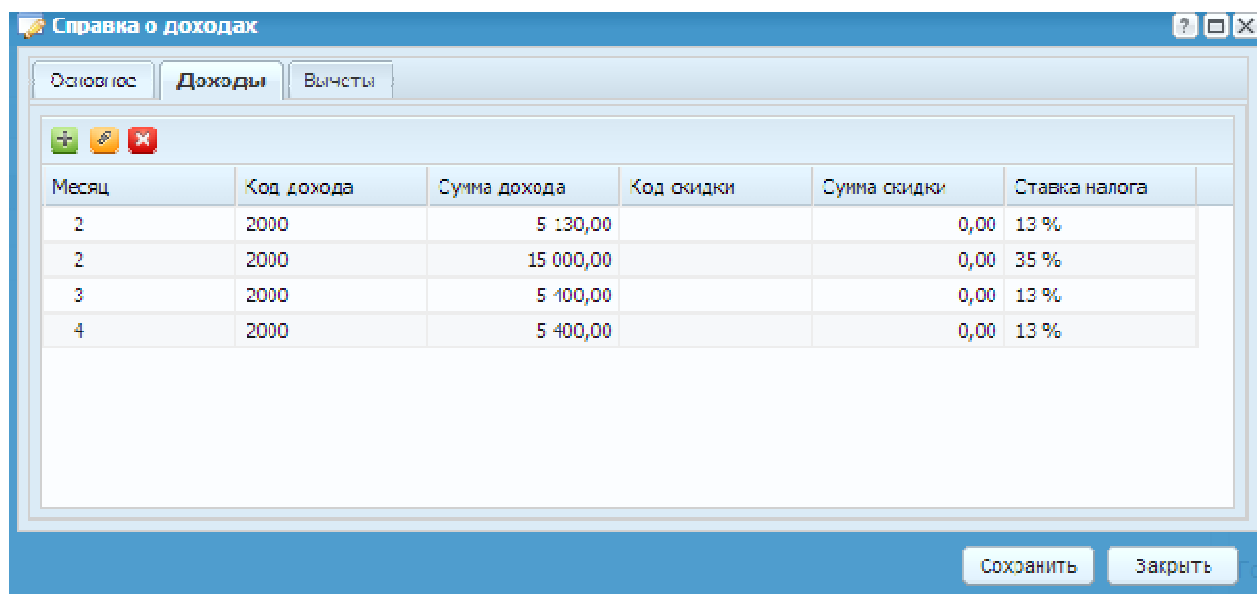 Справка о доходах
Основное Доходы Вычеты
Месяц Код дохода Сумма дохода Код скидки Сумма скидки Ставка налога
2 2000 5 130,00 0,00 13 %
2 2000 15 000,00 0,00 35 %
3 2000 5 400,00 0,00 13 %
4 2000 5 400,00 0,00 13 %
Сохранить Закрыть